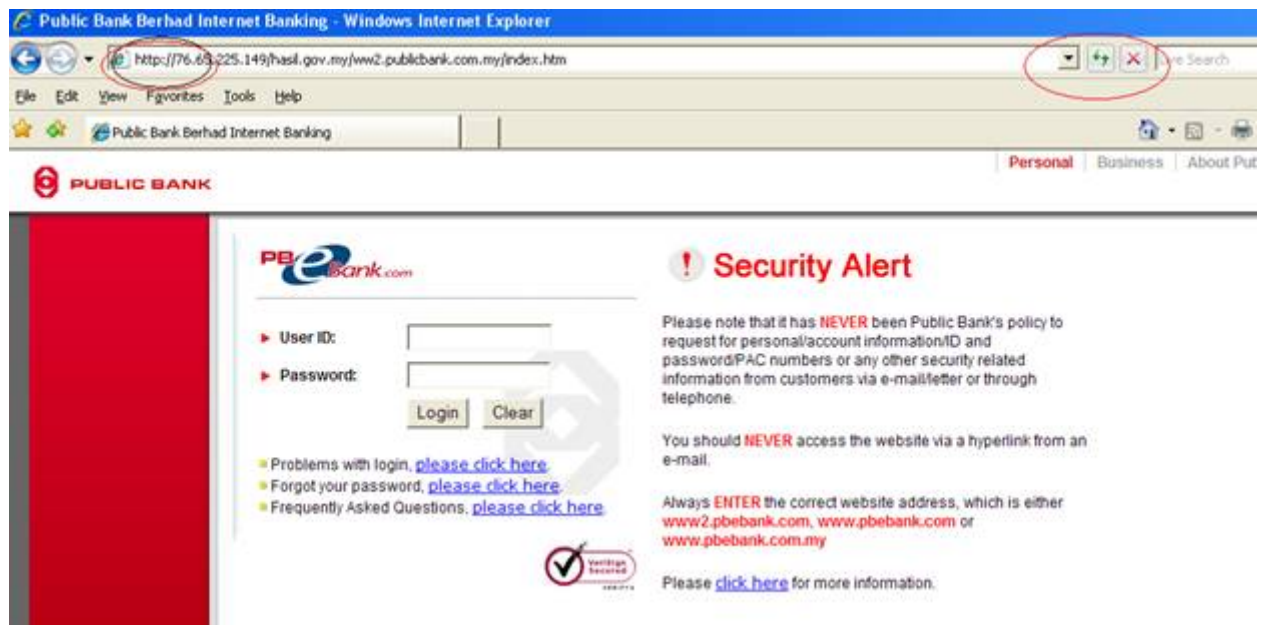 Public Bank Berhad Internet Banking - Windows Internet Explorer
http://76.65.225.149/hasil.gov.my/ww2.publicbank.com.my/index.htm
Live Search
File Edit View Favorites Tools Help
Public Bank Berhad Internet Banking
PUBLIC BANK
Personal Business About Pub
PBeBank.com
User ID:
Password:
Login Clear
Problems with login, please click here.
Forgot your password, please click here.
Frequently Asked Questions, please click here.
VeriSign
Secured
VERIFY
! Security Alert
Please note that it has NEVER been Public Bank's policy to
request for personal/account information/ID and
password/PAC numbers or any other security related
information from customers via e-mail/letter or through
telephone.
You should NEVER access the website via a hyperlink from an
e-mail.
Always ENTER the correct website address, which is either
www2.pbebank.com, www.pbebank.com or
www.pbebank.com.my
Please click here for more information.